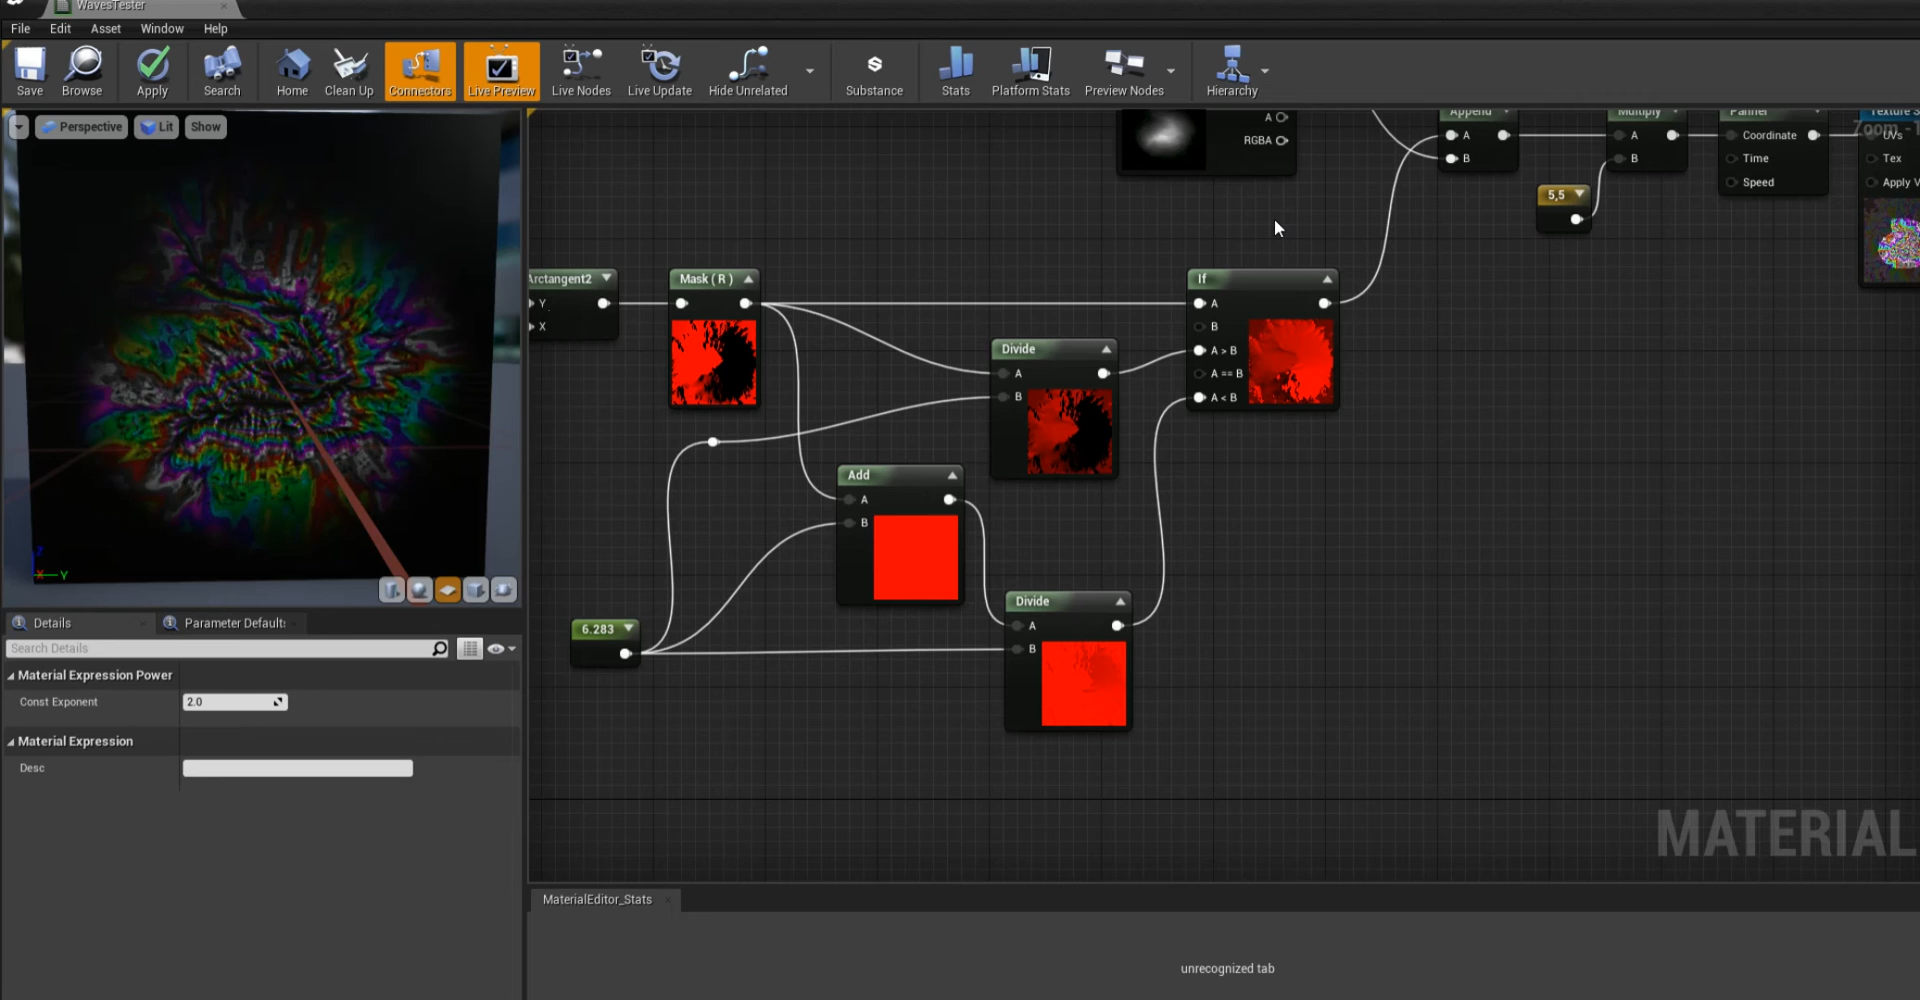 WavesTester
File Edit Asset Window Help
Save Browse Apply Search Home Clean Up Connectors Live Preview Live Nodes Live Update Hide Unrelated Substance Stats Platform Stats Preview Nodes Hierarchy
Perspective Lit Show
Z
X Y
A
RGBA
Append
A
B
Multiply
A
B
5,5
Panner
Coordinate
Time
Speed
Texture S
UVs
Tex
Apply V
Zoom -1
Arctangent2
Y
X
Mask ( R )
If
A
B
A > B
A == B
A < B
Divide
A
B
Add
A
B
Divide
A
B
6.283
MATERIAL
Details Parameter Defaults
Search Details
Material Expression Power
Const Exponent 2.0
Material Expression
Desc
MaterialEditor_Stats
unrecognized tab